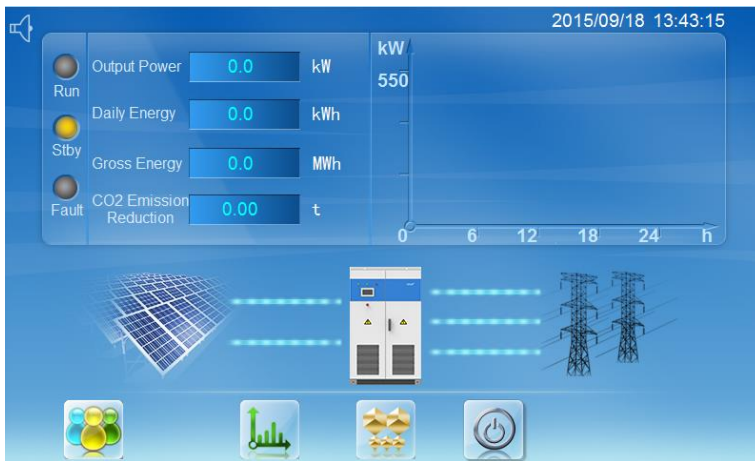 2015/09/18 13:43:15
Run
Stby
Fault
Output Power 0.0 kW
Daily Energy 0.0 kWh
Gross Energy 0.0 MWh
CO2 Emission
Reduction 0.00 t
kW
550
0 6 12 18 24 h